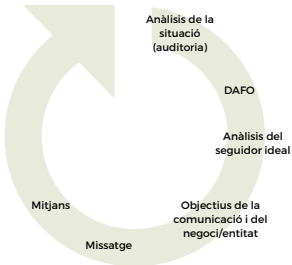 Anàlisis de la
situació
(auditoria)
DAFO
Anàlisis del
seguidor ideal
Objectius de la
comunicació i del
negoci/entitat
Missatge
Mitjans